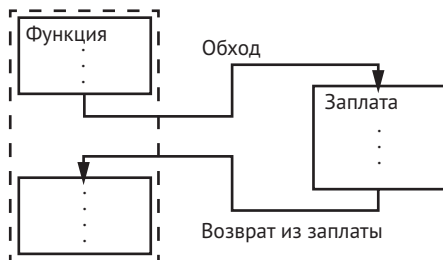 Функция
Обход
Заплата
Возврат из заплаты